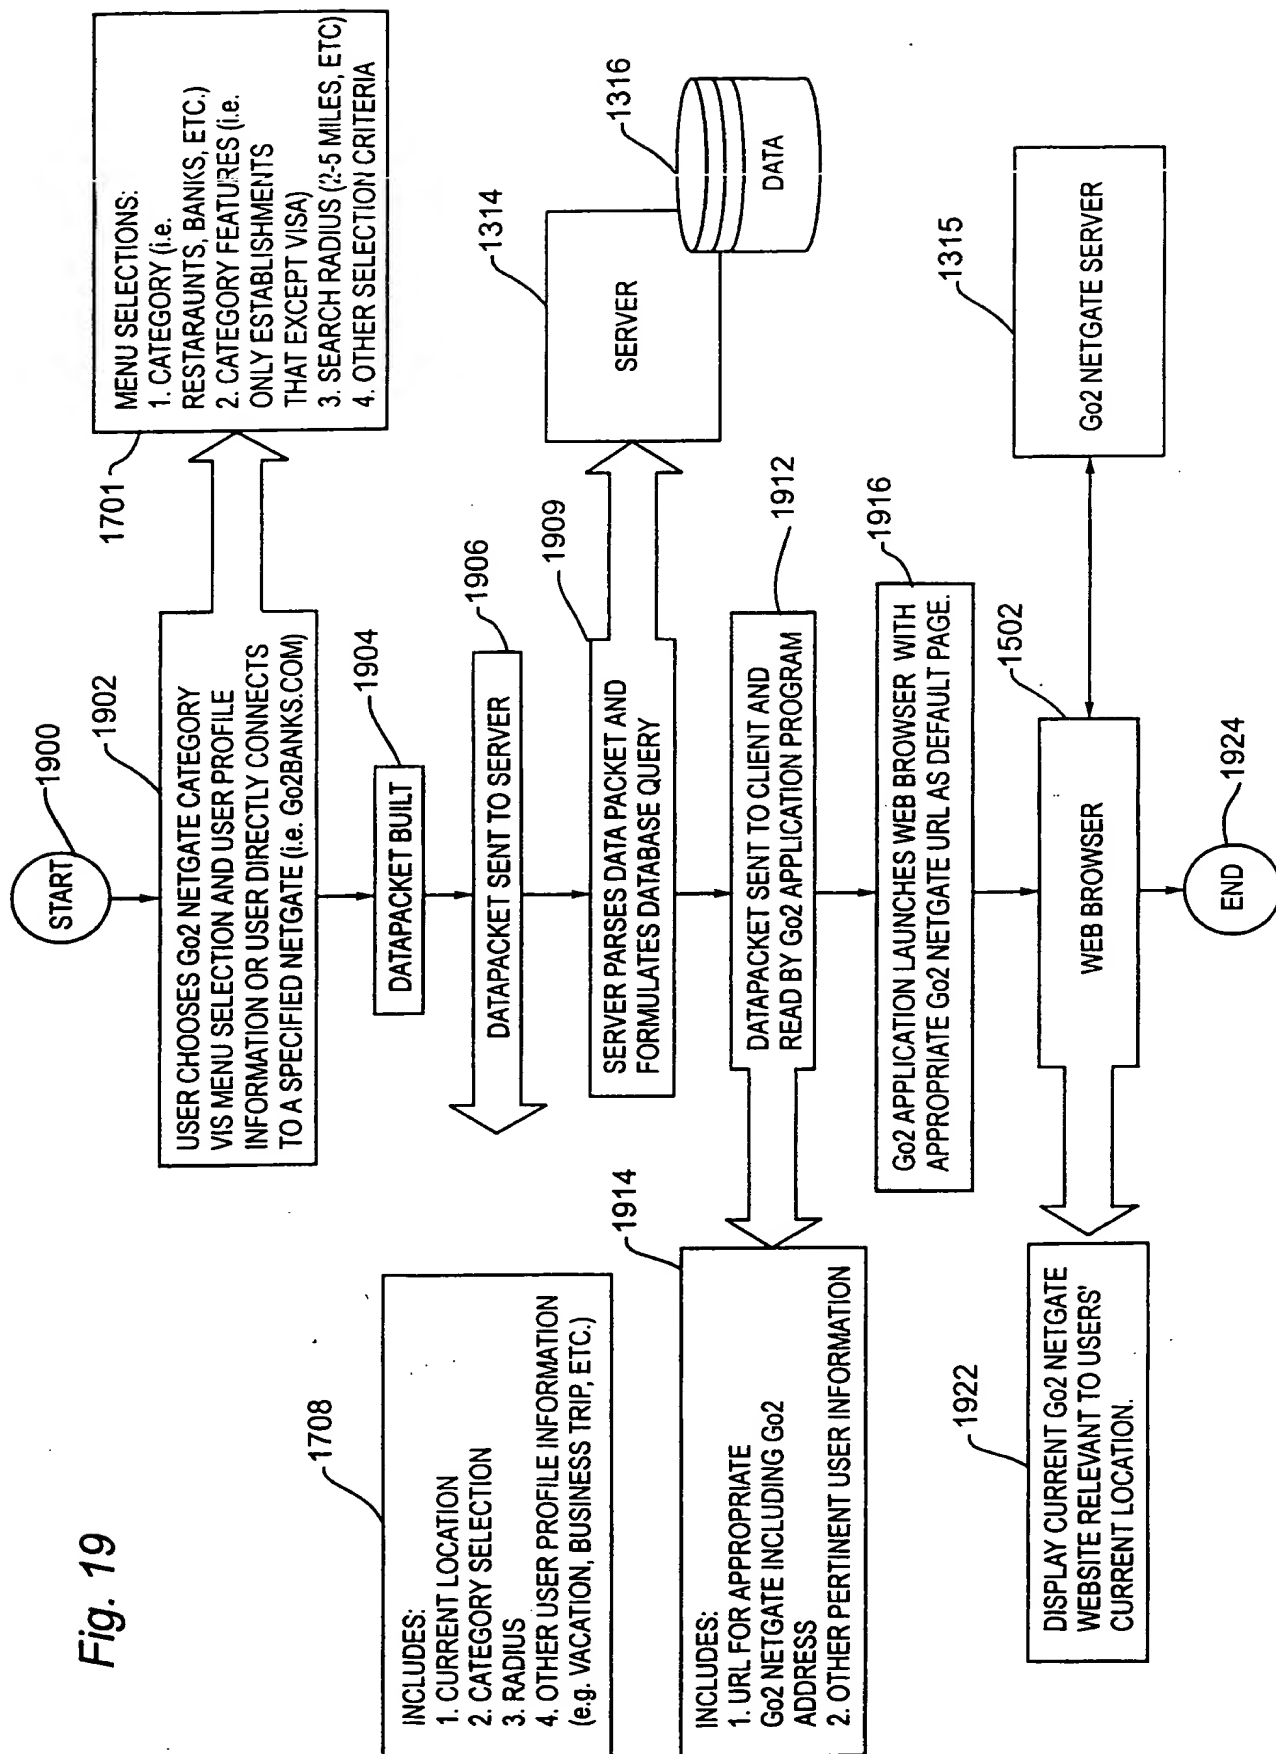 Fig. 19
START
1900
1902
USER CHOOSES Go2 NETGATE CATEGORY
VIS MENU SELECTION AND USER PROFILE
INFORMATION OR USER DIRECTLY CONNECTS
TO A SPECIFIED NETGATE (i.e. Go2BANKS.COM)
1701
MENU SELECTIONS:
1. CATEGORY (i.e.
RESTARAUNTS, BANKS, ETC.)
2. CATEGORY FEATURES (i.e.
ONLY ESTABLISHMENTS
THAT EXCEPT VISA)
3. SEARCH RADIUS (2-5 MILES, ETC)
4. OTHER SELECTION CRITERIA
DATAPACKET BUILT
1904
DATAPACKET SENT TO SERVER
1906
1708
INCLUDES:
1. CURRENT LOCATION
2. CATEGORY SELECTION
3. RADIUS
4. OTHER USER PROFILE INFORMATION
(e.g. VACATION, BUSINESS TRIP, ETC.)
SERVER PARSES DATA PACKET AND
FORMULATES DATABASE QUERY
1909
SERVER
1314
DATA
1316
DATAPACKET SENT TO CLIENT AND
READ BY Go2 APPLICATION PROGRAM
1912
1914
INCLUDES:
1. URL FOR APPROPRIATE
Go2 NETGATE INCLUDING Go2
ADDRESS
2. OTHER PERTINENT USER INFORMATION
Go2 APPLICATION LAUNCHES WEB BROWSER WITH
APPROPRIATE Go2 NETGATE URL AS DEFAULT PAGE.
1916
WEB BROWSER
1502
Go2 NETGATE SERVER
1315
1922
DISPLAY CURRENT Go2 NETGATE
WEBSITE RELEVANT TO USERS'
CURRENT LOCATION.
END
1924